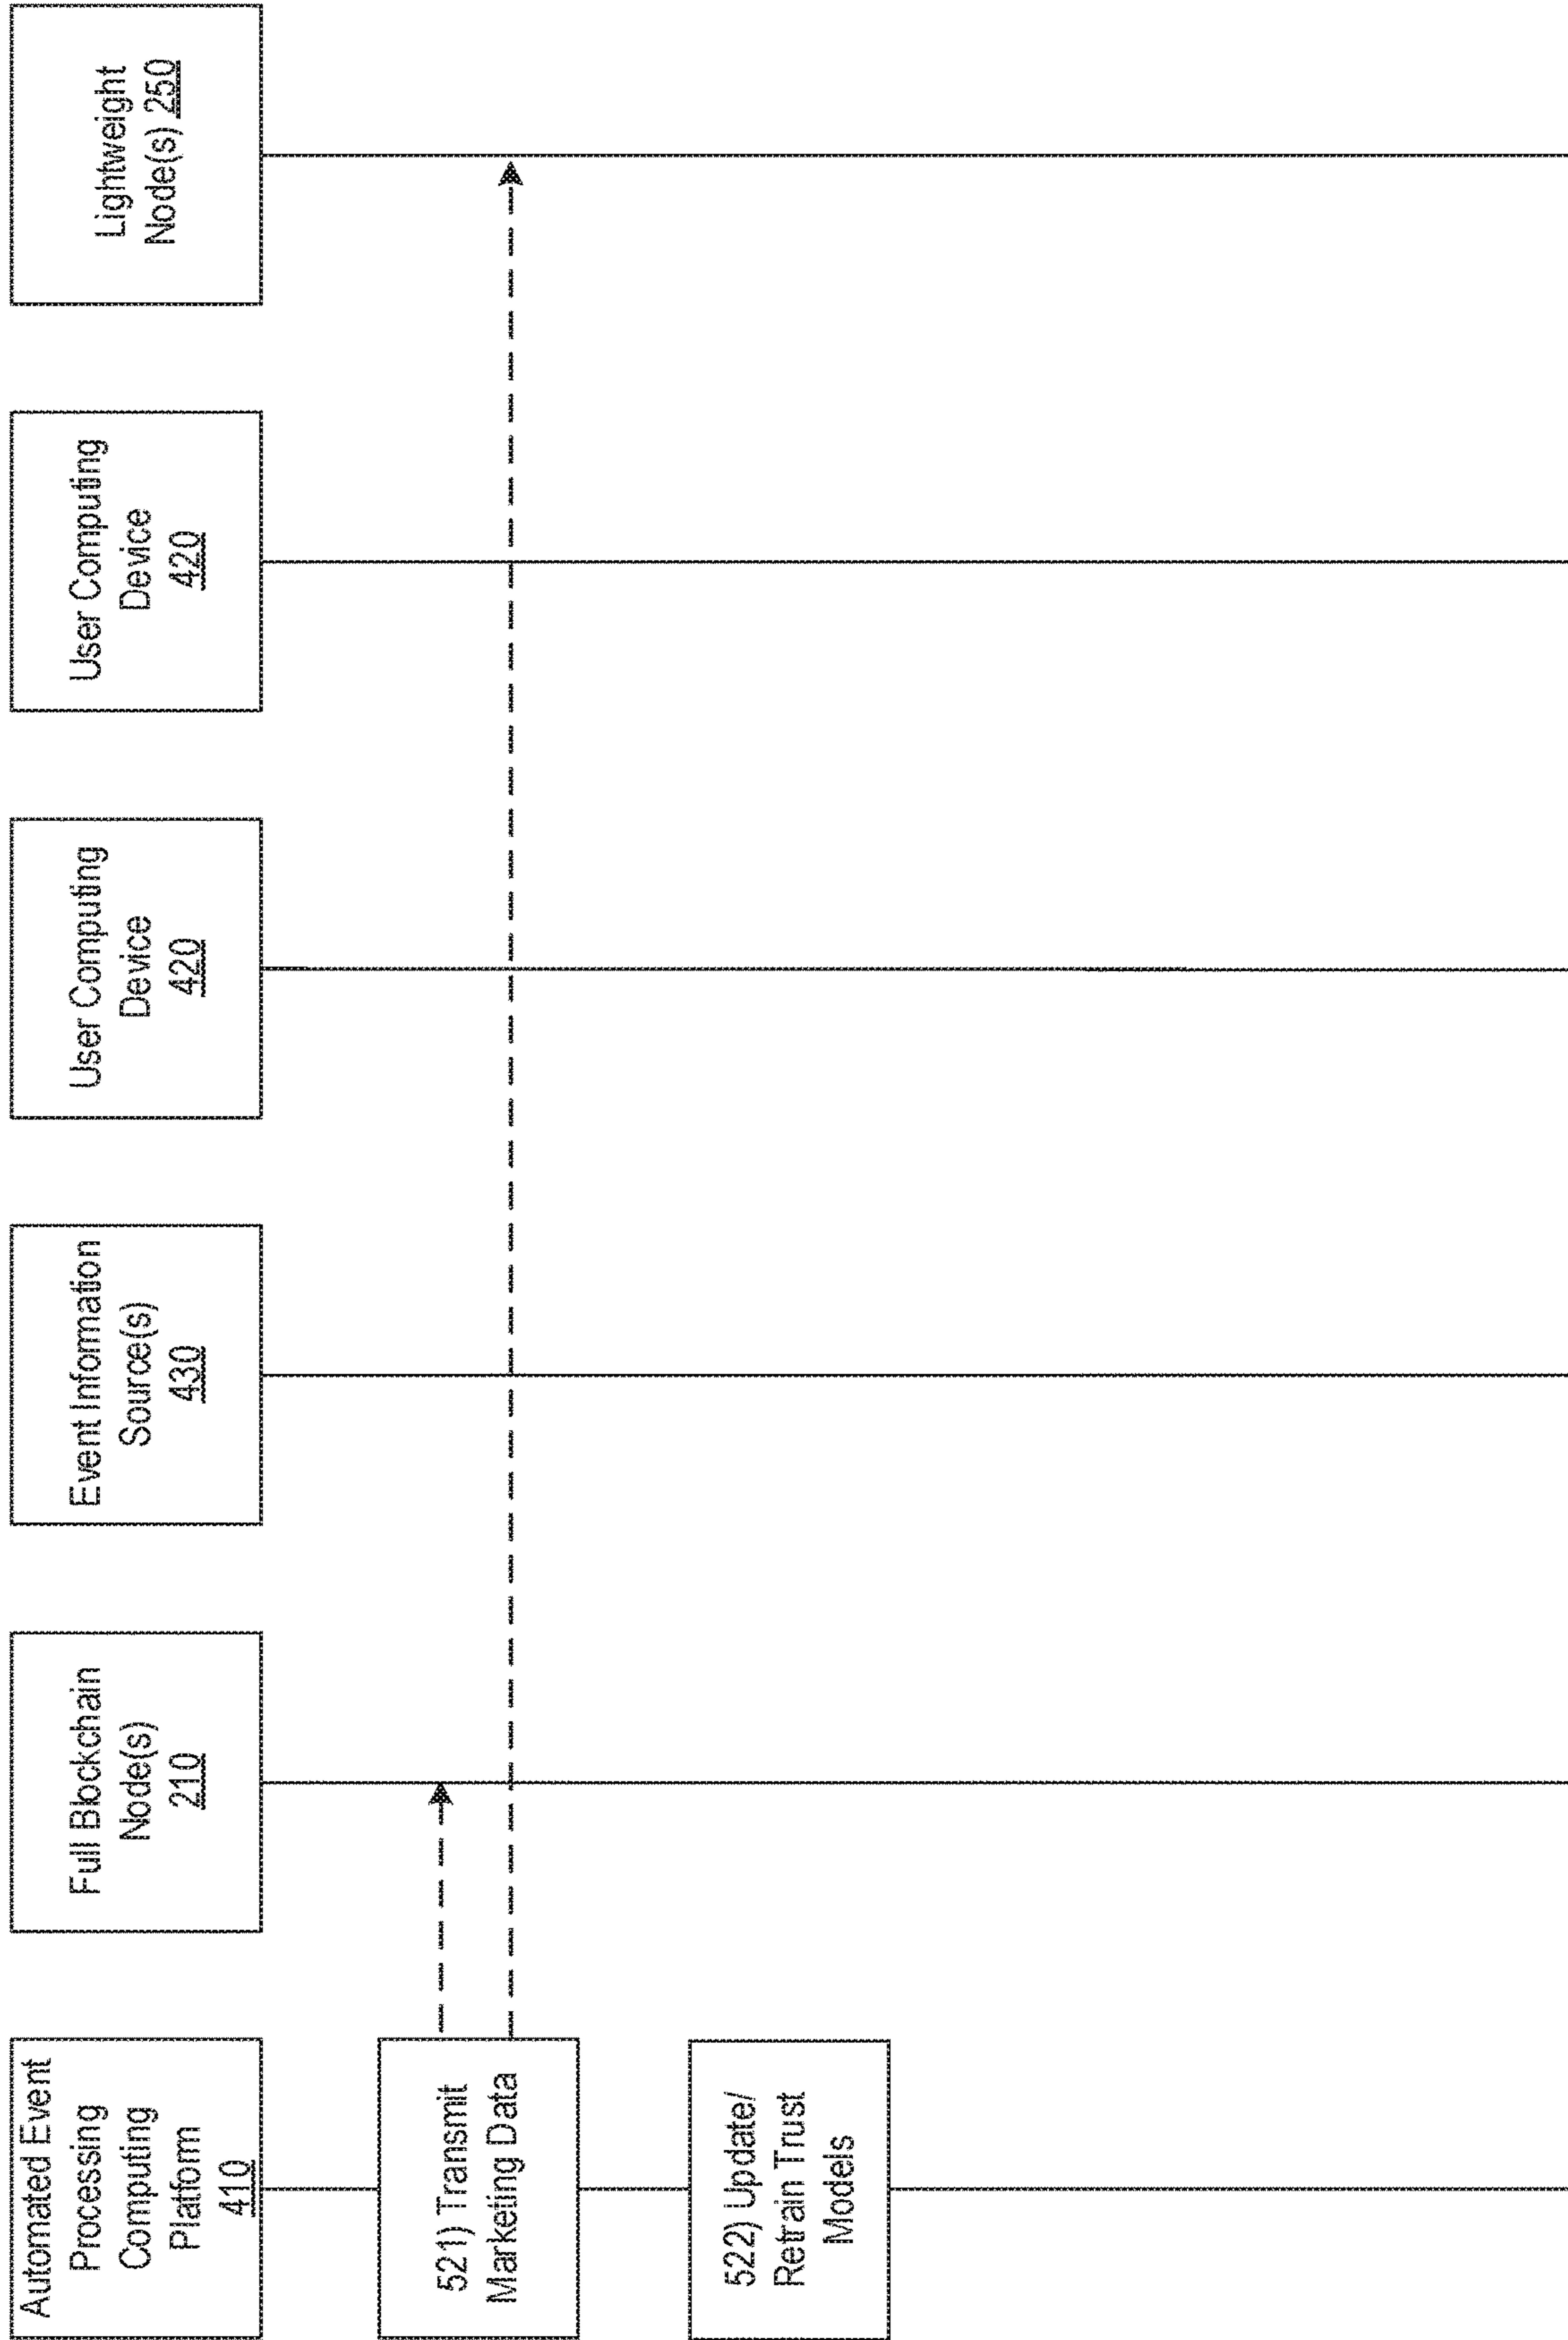 Automated Event
Processing
Computing
Platform
410
Full Blockchain
Node(s)
210
Event Information
Source(s)
430
User Computing
Device
420
User Computing
Device
420
Lightweight
Node(s) 250
521) Transmit
Marketing Data
522) Update/
Retrain Trust
Models